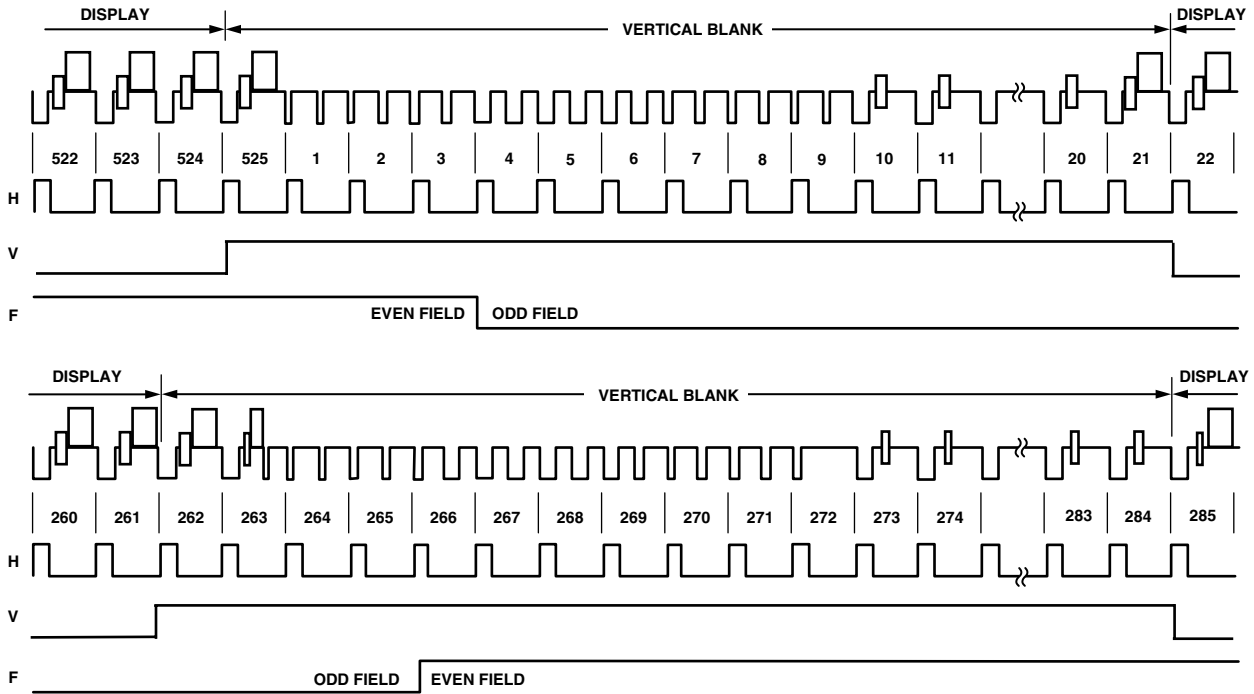 DISPLAY VERTICAL BLANK DISPLAY
522 523 524 525 1 2 3 4 5 6 7 8 9 10 11 20 21 22
H
V
F EVEN FIELD ODD FIELD
DISPLAY VERTICAL BLANK DISPLAY
260 261 262 263 264 265 266 267 268 269 270 271 272 273 274 283 284 285
H
V
F ODD FIELD EVEN FIELD